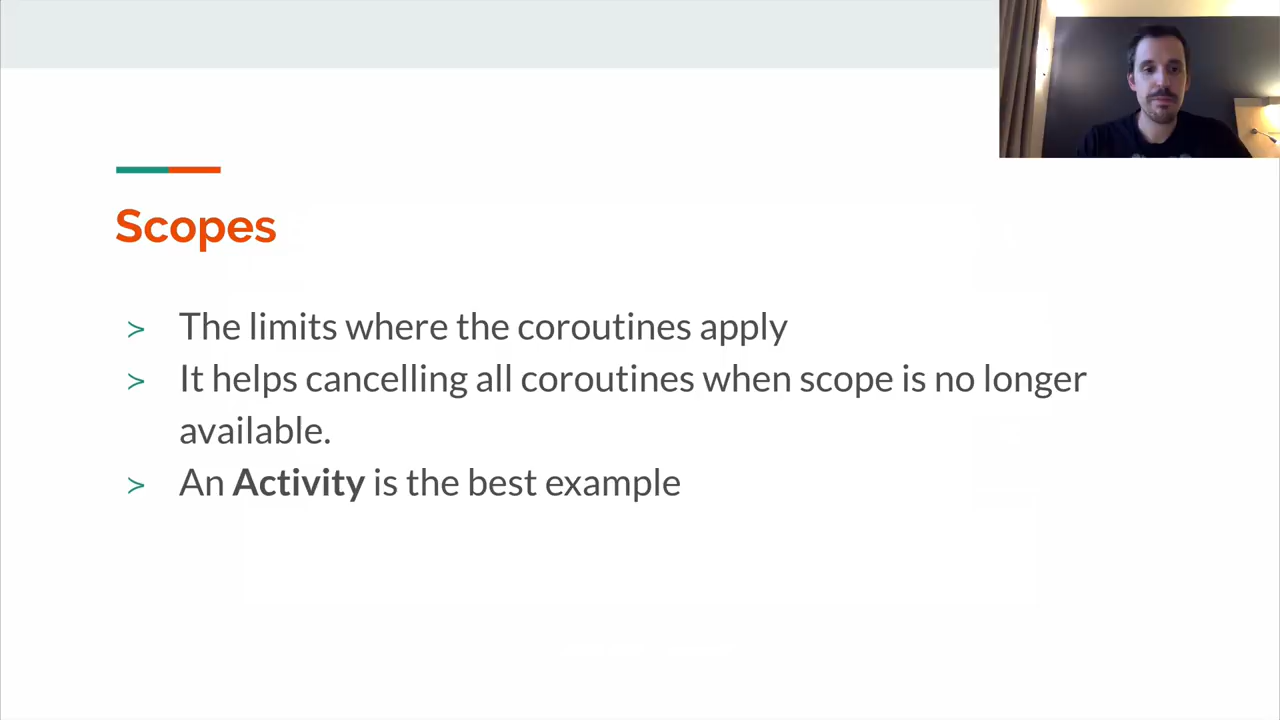 Scopes
> The limits where the coroutines apply
> It helps cancelling all coroutines when scope is no longer
available.
> An Activity is the best example